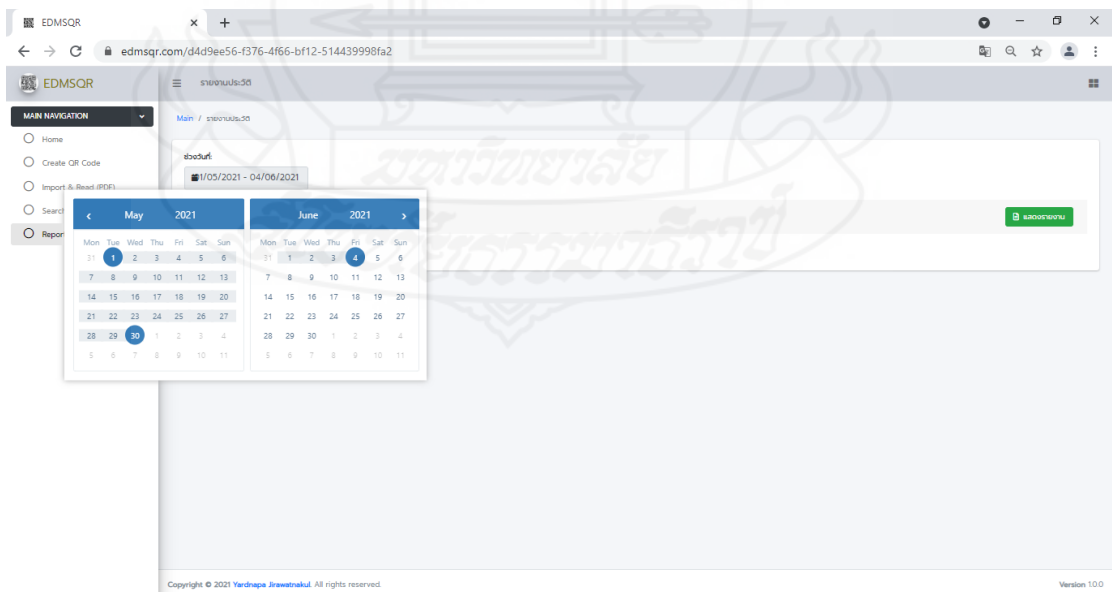 EDMSQR
edmsqr.com/d4d9ee56-f376-4f66-bf12-514439998fa2
EDMSQR
รายงานประวัติ
MAIN NAVIGATION
Main / รายงานประวัติ
Home
Create QR Code
Import & Read (PDF)
Search
Repor
ช่วงวันที่:
1/05/2021 - 04/06/2021
แสดงรายงาน
May 2021
Mon Tue Wed Thu Fri Sat Sun
31 1 2 3 4 5 6
7 8 9 10 11 12 13
14 15 16 17 18 19 20
21 22 23 24 25 26 27
28 29 30 1 2 3 4
5 6 7 8 9 10 11
June 2021
Mon Tue Wed Thu Fri Sat Sun
31 1 2 3 4 5 6
7 8 9 10 11 12 13
14 15 16 17 18 19 20
21 22 23 24 25 26 27
28 29 30 1 2 3 4
5 6 7 8 9 10 11
Copyright © 2021 Yardnapa Jirawatnakul. All rights reserved.
Version 1.0.0